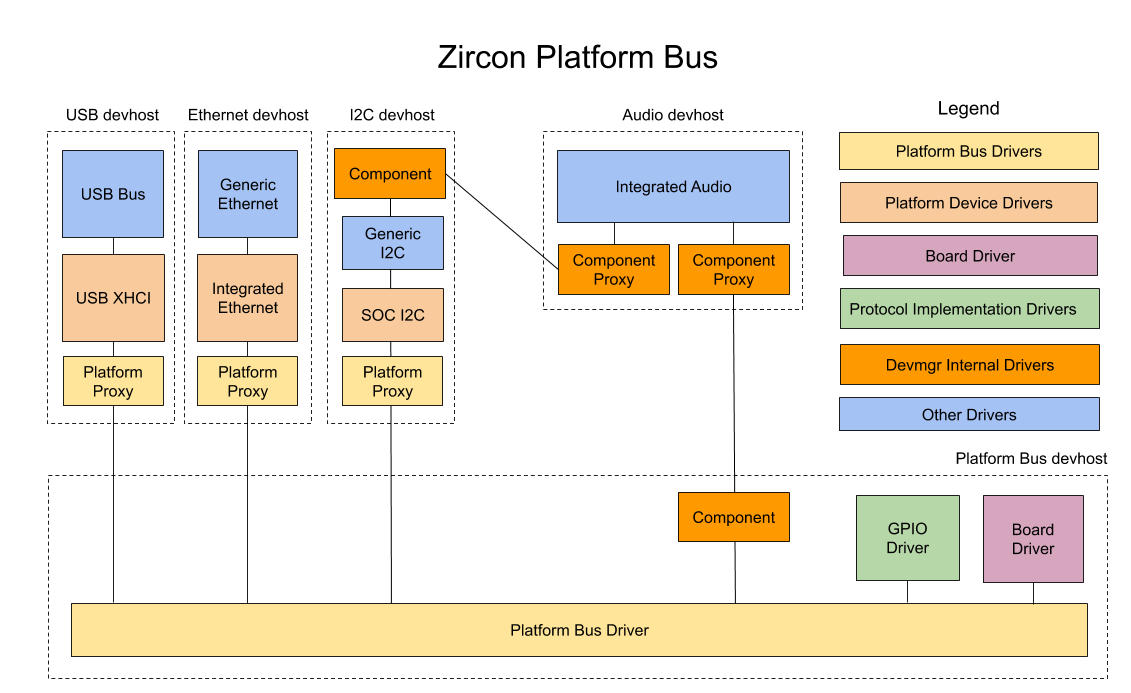 Zircon Platform Bus
USB devhost
Ethernet devhost
I2C devhost
Audio devhost
Legend
USB Bus
USB XHCI
Platform
Proxy
Generic
Ethernet
Integrated
Ethernet
Platform
Proxy
Component
Generic
I2C
SOC I2C
Platform
Proxy
Integrated Audio
Component
Proxy
Component
Proxy
Platform Bus Drivers
Platform Device Drivers
Board Driver
Protocol Implementation Drivers
Devmgr Internal Drivers
Other Drivers
Platform Bus devhost
Component
GPIO
Driver
Board
Driver
Platform Bus Driver